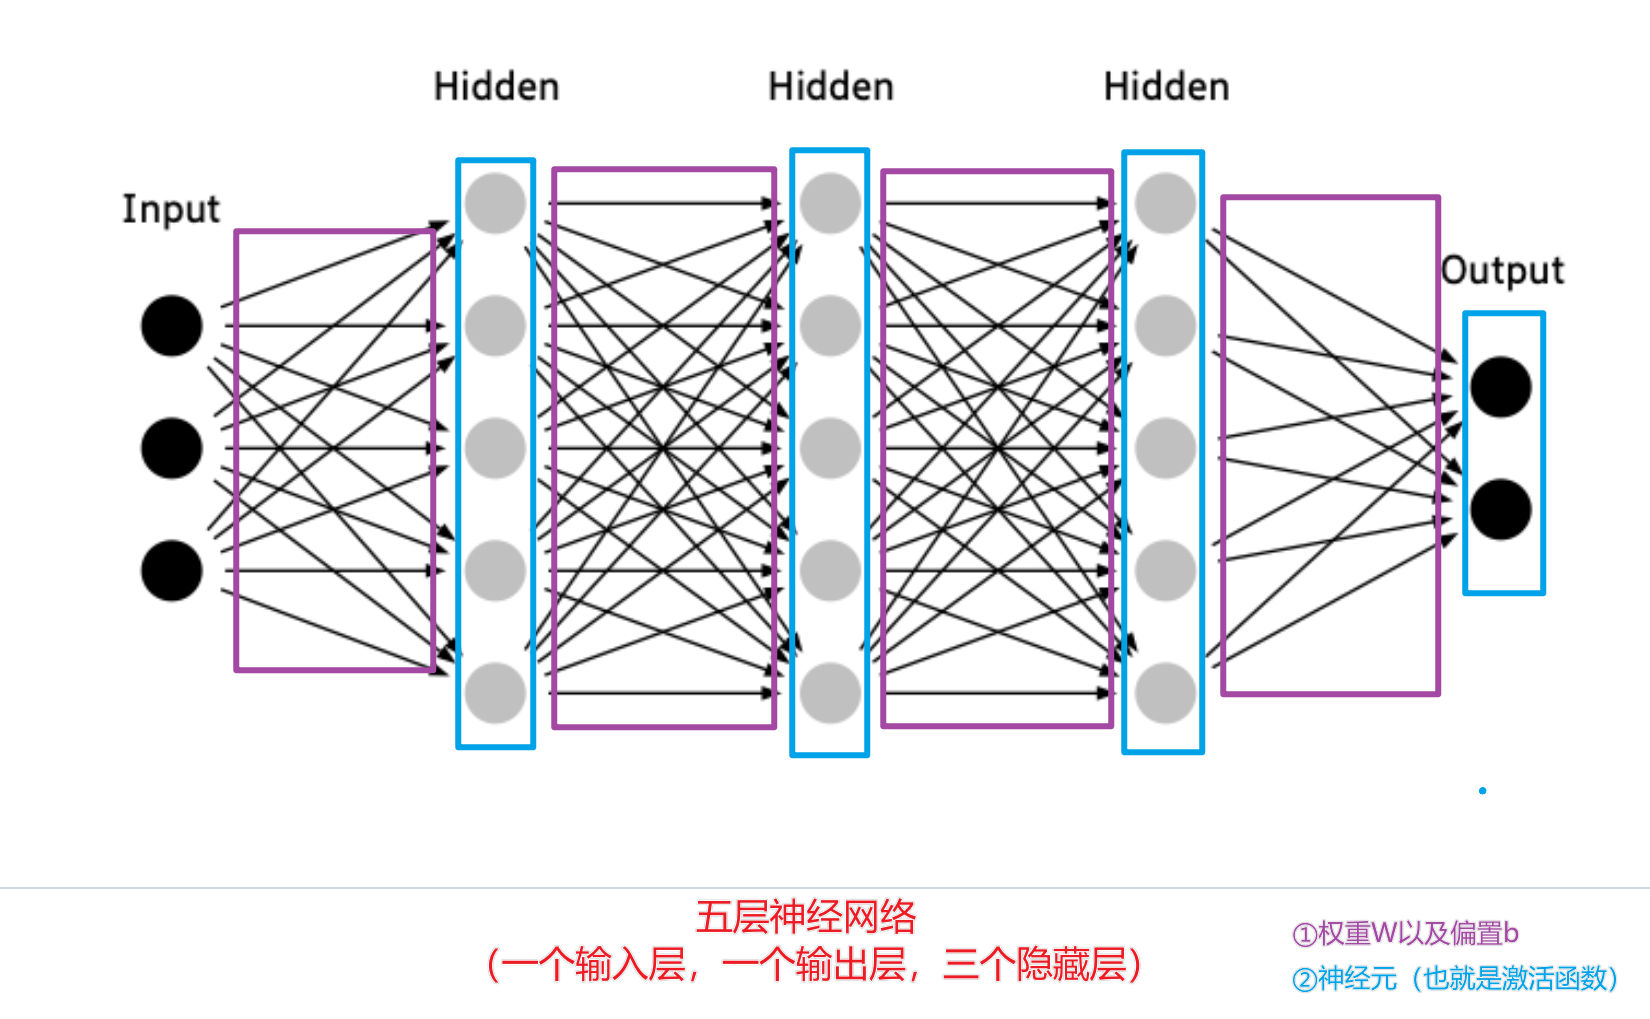 Hidden
Hidden
Hidden
Input
Output
五层神经网络
（一个输入层，一个输出层，三个隐藏层）
①权重W以及偏置b
②神经元（也就是激活函数）